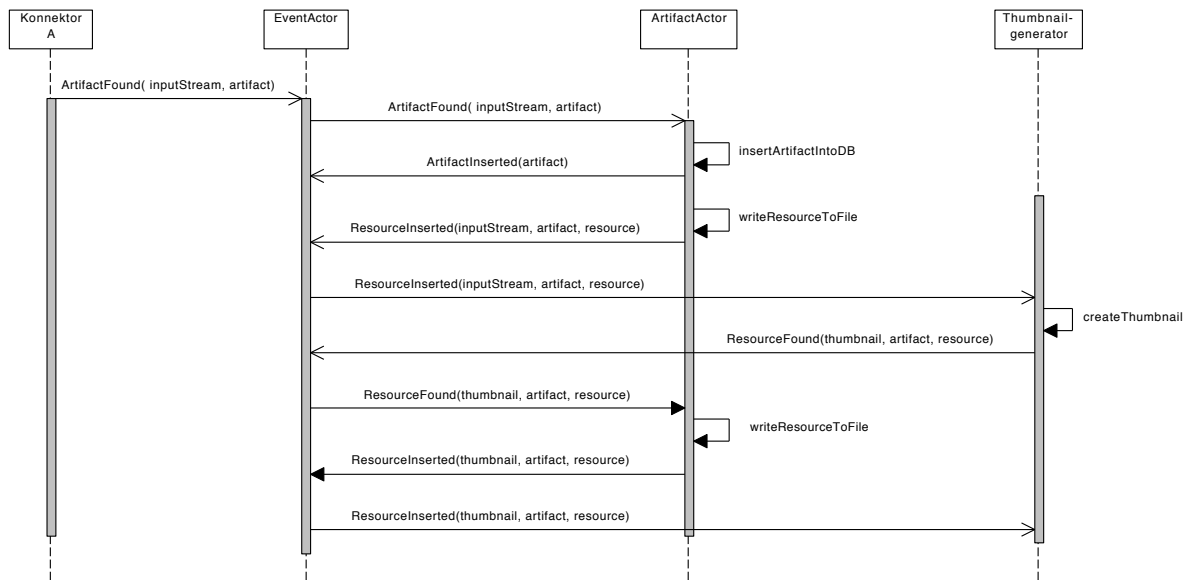 Konnektor
A
EventActor
ArtifactActor
Thumbnail-
generator
ArtifactFound( inputStream, artifact)
ArtifactFound( inputStream, artifact)
insertArtifactIntoDB
ArtifactInserted(artifact)
writeResourceToFile
ResourceInserted(inputStream, artifact, resource)
ResourceInserted(inputStream, artifact, resource)
createThumbnail
ResourceFound(thumbnail, artifact, resource)
ResourceFound(thumbnail, artifact, resource)
writeResourceToFile
ResourceInserted(thumbnail, artifact, resource)
ResourceInserted(thumbnail, artifact, resource)